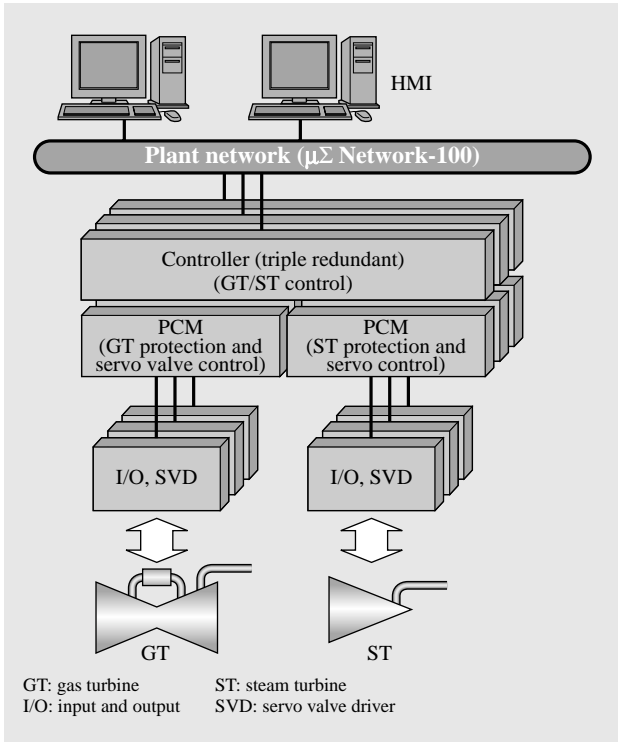 HMI
Plant network (μΣ Network-100)
Controller (triple redundant)
(GT/ST control)
PCM
(GT protection and
servo valve control)
PCM
(ST protection and
servo control)
I/O, SVD
I/O, SVD
GT
ST
GT: gas turbine
ST: steam turbine
I/O: input and output
SVD: servo valve driver